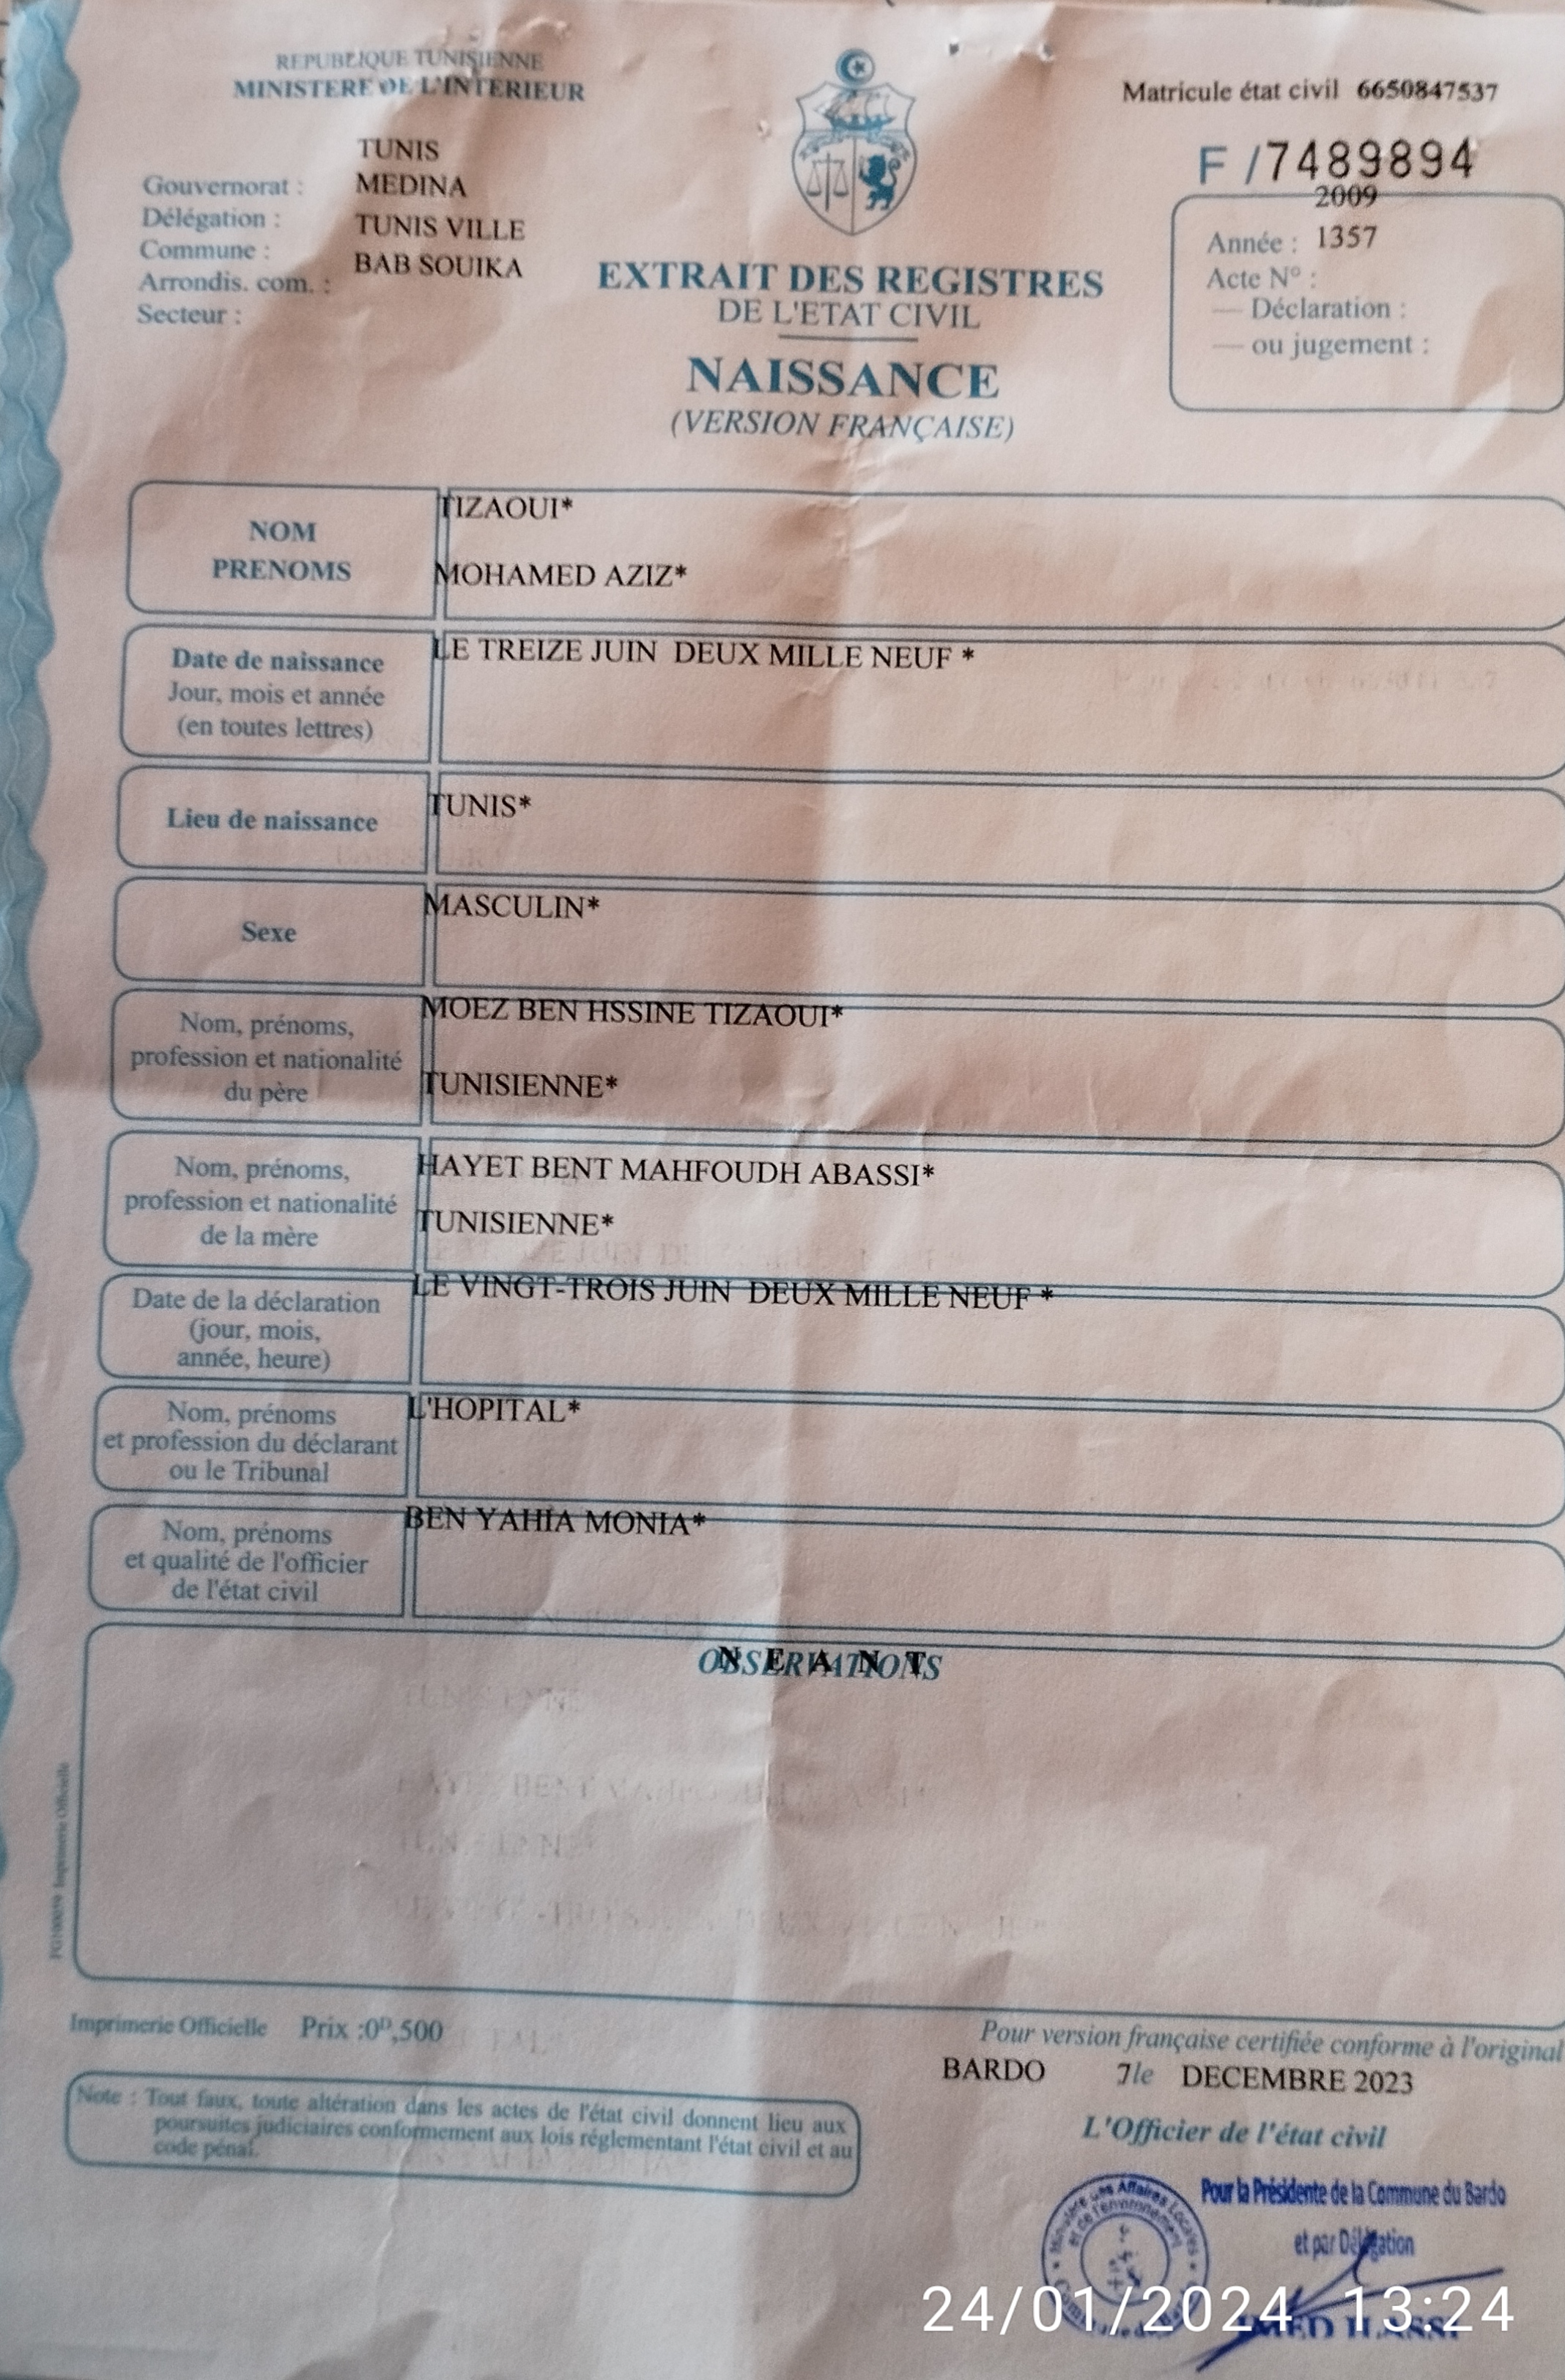 REPUBLIQUE TUNISIENNE
MINISTERE DE L'INTERIEUR
Matricule état civil 6650847537
F /7489894
TUNIS
Gouvernorat : MEDINA
Délégation : TUNIS VILLE
Commune : BAB SOUIKA
Arrondis. com. :
Secteur :
2009
Année : 1357
Acte N° :
— Déclaration :
— ou jugement :
EXTRAIT DES REGISTRES
DE L'ETAT CIVIL
NAISSANCE
(VERSION FRANÇAISE)
NOM TIZAOUI*
PRENOMS MOHAMED AZIZ*
Date de naissance LE TREIZE JUIN DEUX MILLE NEUF *
Jour, mois et année
(en toutes lettres)
Lieu de naissance TUNIS*
Sexe MASCULIN*
Nom, prénoms, MOEZ BEN HSSINE TIZAOUI*
profession et nationalité TUNISIENNE*
du père
Nom, prénoms, HAYET BENT MAHFOUDH ABASSI*
profession et nationalité TUNISIENNE*
de la mère
Date de la déclaration LE VINGT-TROIS JUIN DEUX MILLE NEUF *
(jour, mois,
année, heure)
Nom, prénoms L'HOPITAL*
et profession du déclarant
ou le Tribunal
Nom, prénoms BEN YAHIA MONIA*
et qualité de l'officier
de l'état civil
OBSERVATIONS
N E A N T
Imprimerie Officielle
Imprimerie Officielle Prix :0D,500
Pour version française certifiée conforme à l'original
BARDO 7le DECEMBRE 2023
Note : Tout faux, toute altération dans les actes de l'état civil donnent lieu aux
poursuites judiciaires conformement aux lois réglementant l'état civil et au
code pénal.
L'Officier de l'état civil
Ministère des Affaires Locales
et de l'environnement
Pour la Présidente de la Commune du Bardo
et par Délégation
24/01/2024 13:24